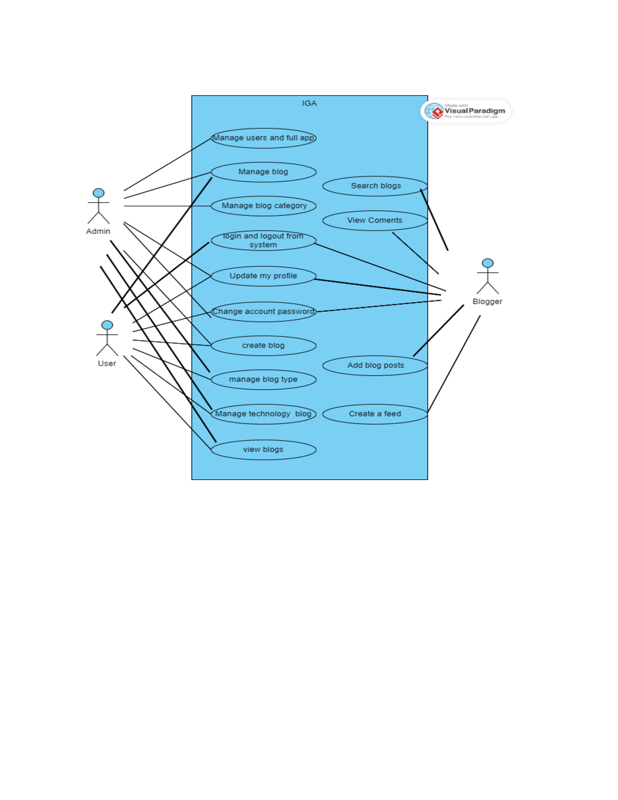 IGA
Made with
Visual Paradigm
For non-commercial use
Manage users and full app
Manage blog
Search blogs
Manage blog category
View Coments
Admin
login and logout from
system
Update my profile
Blogger
Change account password
User
create blog
Add blog posts
manage blog type
Manage technology blog
Create a feed
view blogs